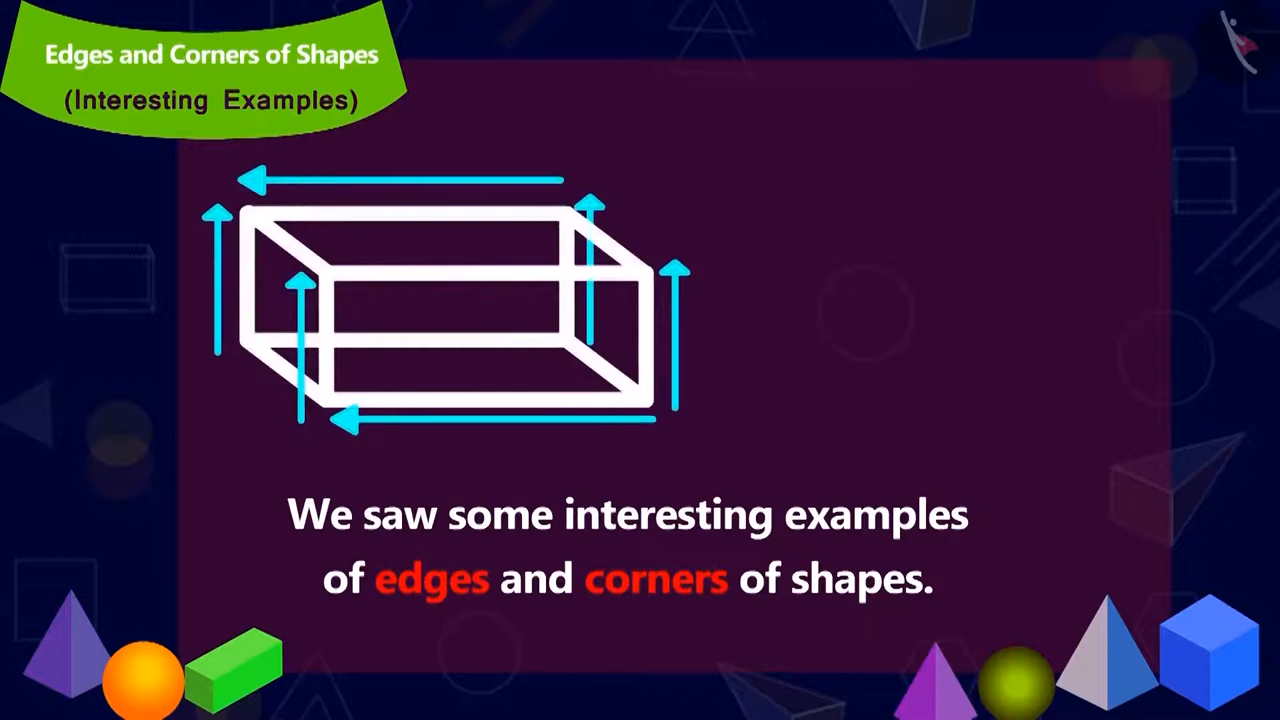 Edges and Corners of Shapes
(Interesting Examples)
We saw some interesting examples
of edges and corners of shapes.